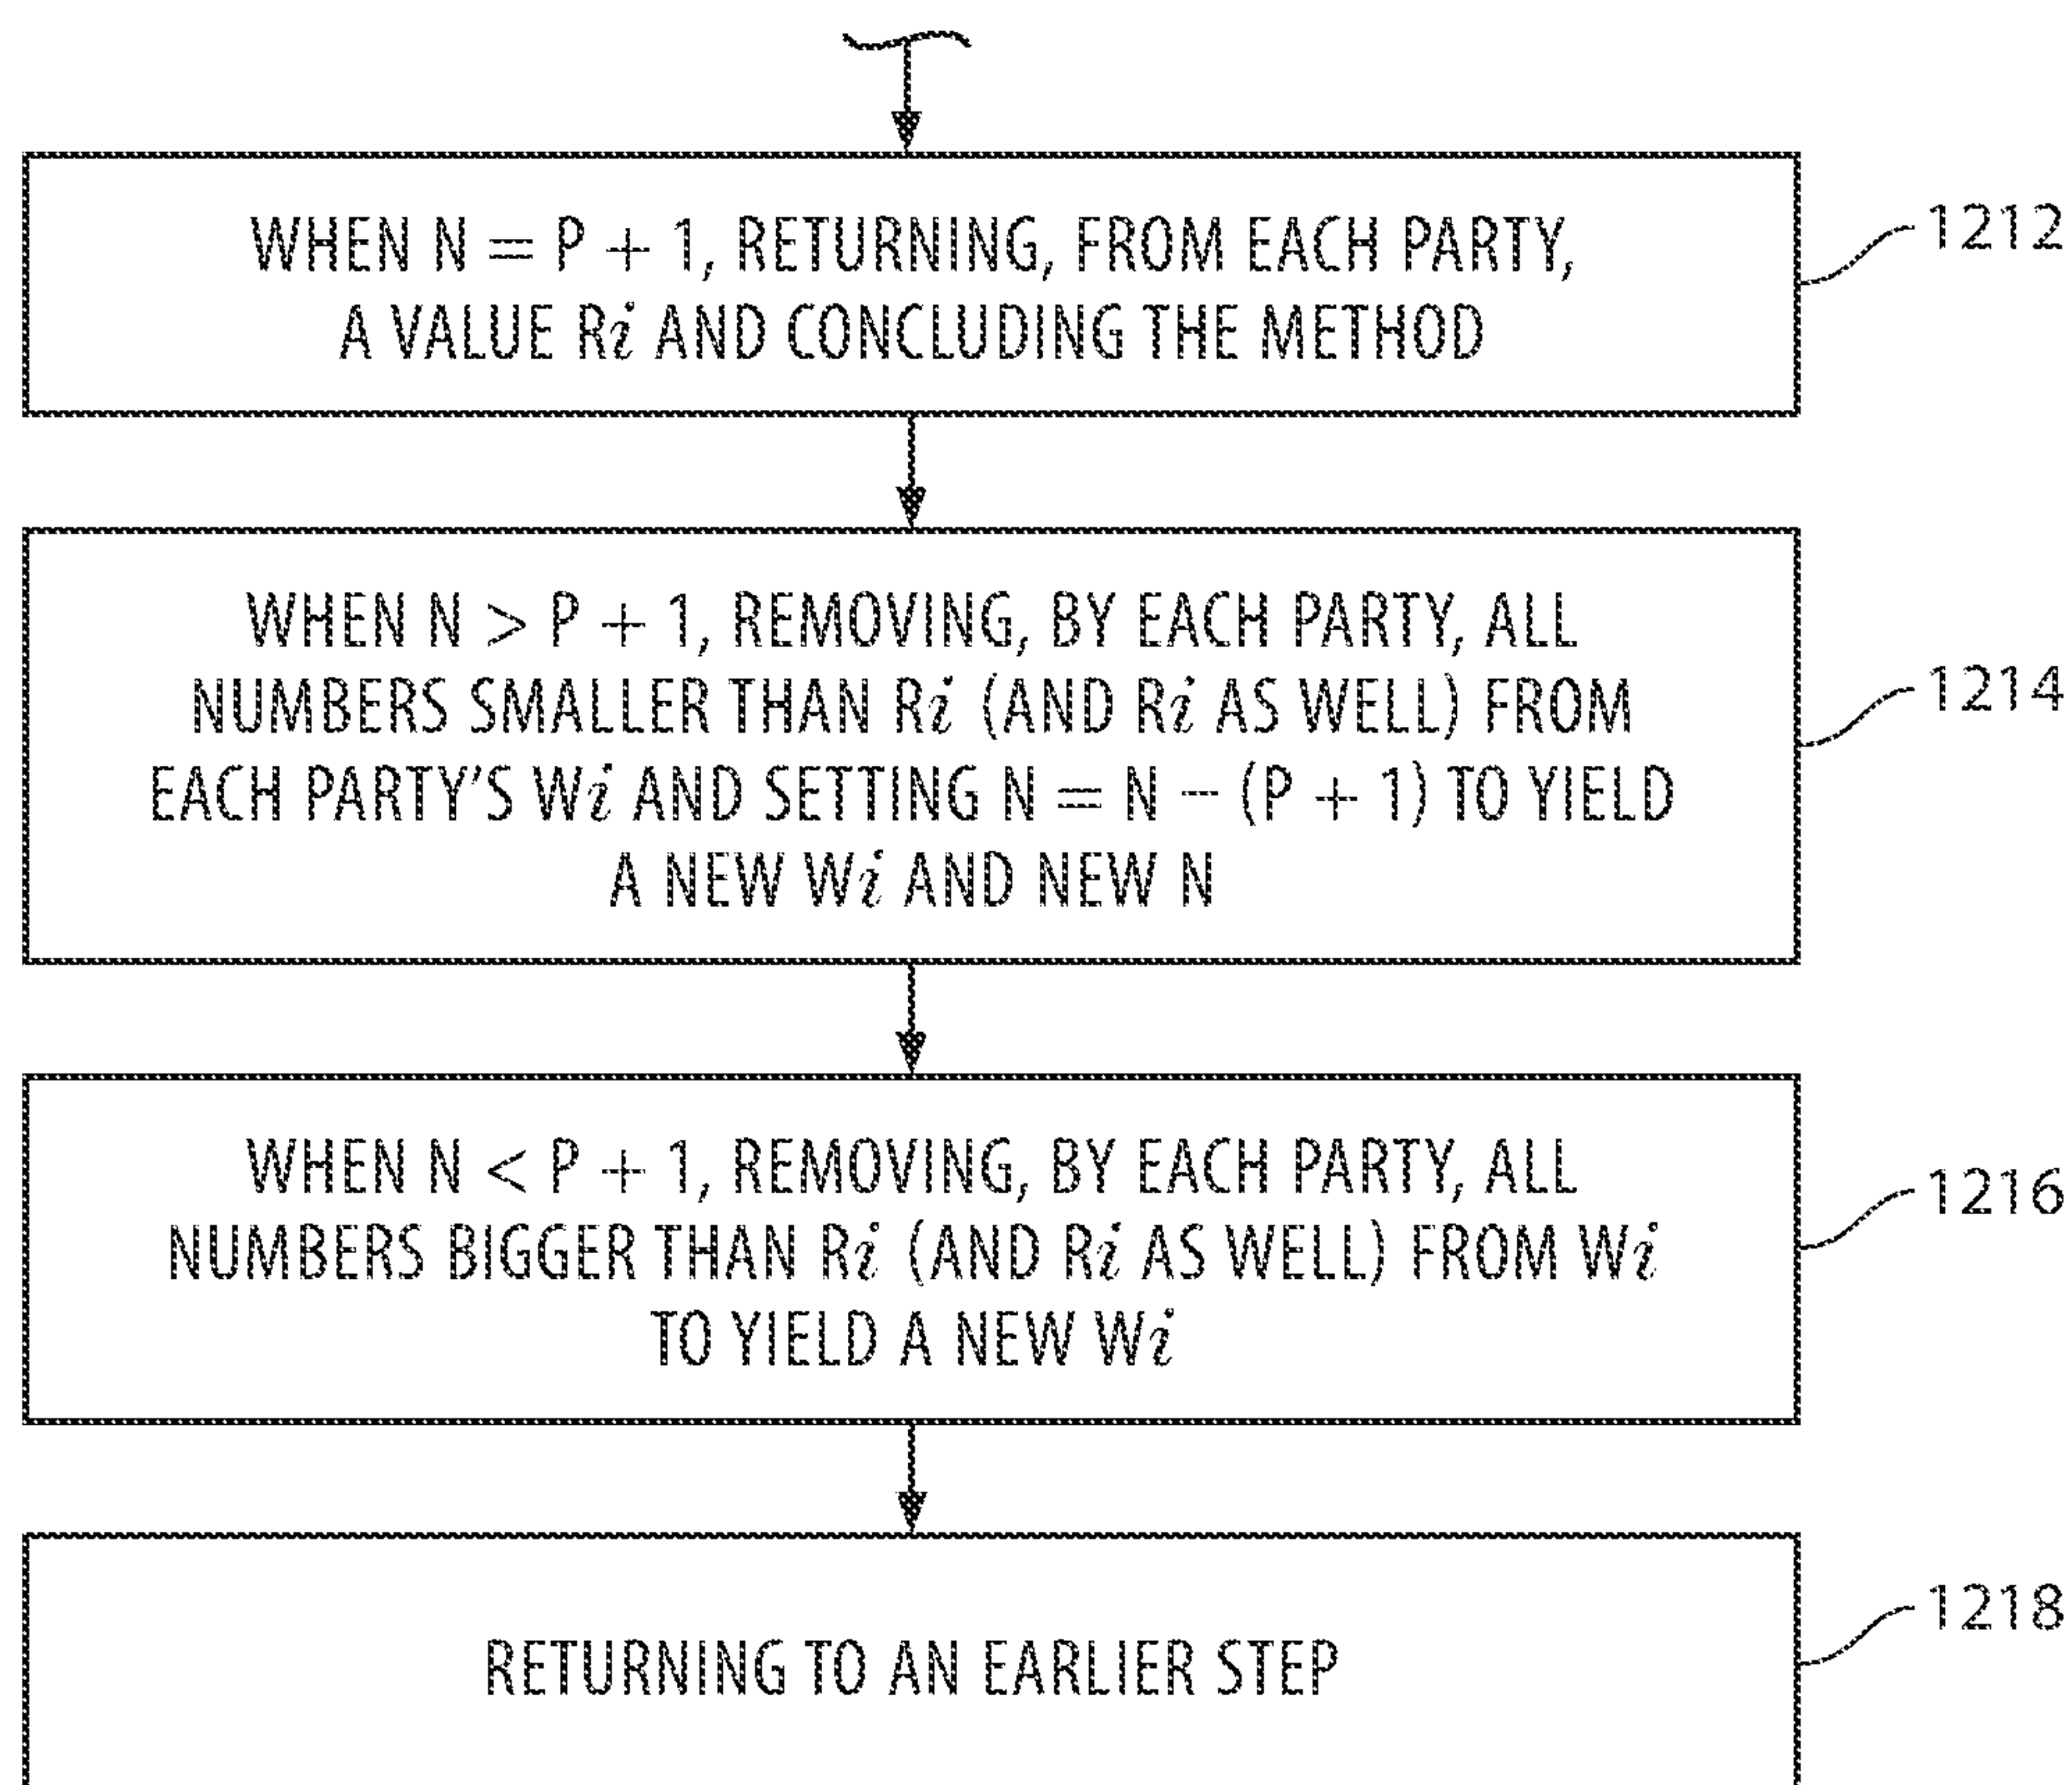 WHEN N = P + 1, RETURNING, FROM EACH PARTY,
A VALUE Ri AND CONCLUDING THE METHOD
1212
WHEN N > P + 1, REMOVING, BY EACH PARTY, ALL
NUMBERS SMALLER THAN Ri (AND Ri AS WELL) FROM
EACH PARTY'S Wi AND SETTING N = N - (P + 1) TO YIELD
A NEW Wi AND NEW N
1214
WHEN N < P + 1, REMOVING, BY EACH PARTY, ALL
NUMBERS BIGGER THAN Ri (AND Ri AS WELL) FROM Wi
TO YIELD A NEW Wi
1216
RETURNING TO AN EARLIER STEP
1218